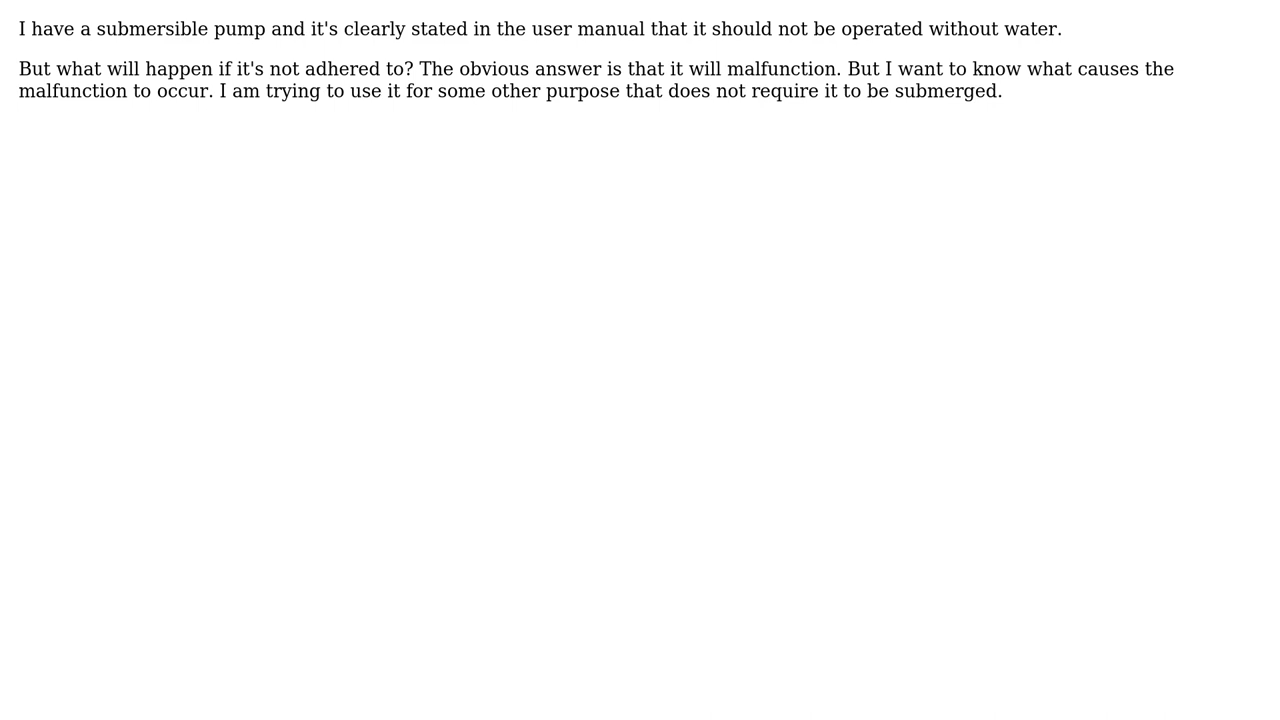 I have a submersible pump and it's clearly stated in the user manual that it should not be operated without water.
But what will happen if it's not adhered to? The obvious answer is that it will malfunction. But I want to know what causes the
malfunction to occur. I am trying to use it for some other purpose that does not require it to be submerged.